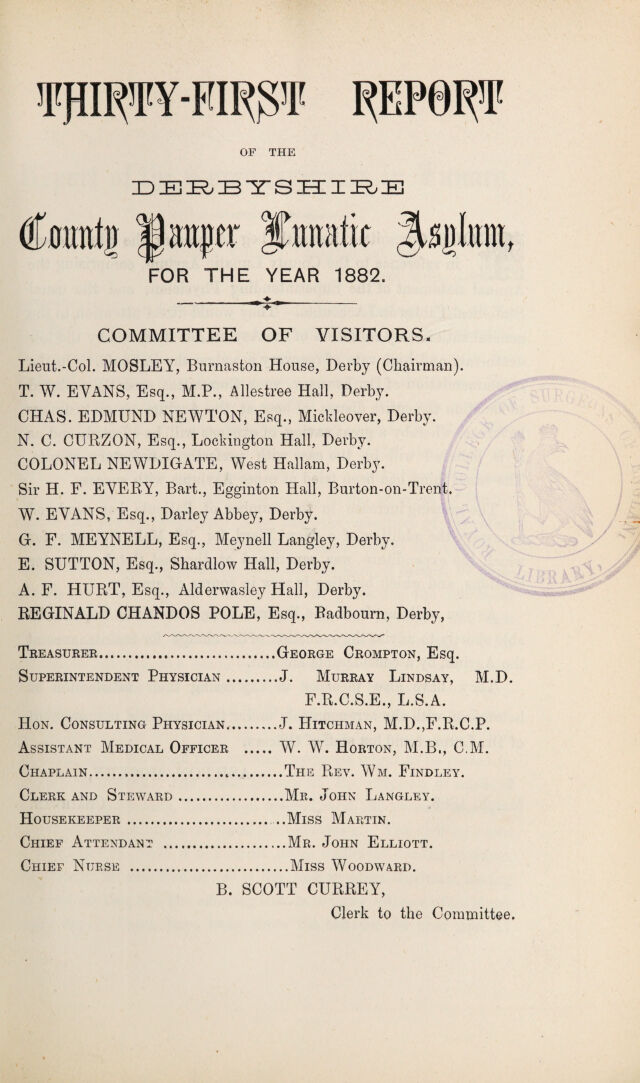 THIRTY-FIRST REPORT
OF THE
DERBYSHIRE
County Pauper Lunatic Asylum,
FOR THE YEAR 1882.
COMMITTEE OF VISITORS.
Lieut.-Col. MOSLEY, Burnaston House, Derby (Chairman).
T. W. EVANS, Esq., M.P., Allestree Hall, Derby.
CHAS. EDMUND NEWTON, Esq., Mickleover, Derby.
N. C. CURZON, Esq., Lockington Hall, Derby.
COLONEL NEWDIGATE, West Hallam, Derby.
Sir H. F. EVERY, Bart., Egginton Hall, Burton-on-Trent.
W. EVANS, Esq., Darley Abbey, Derby.
G. F. MEYNELL, Esq., Meynell Langley, Derby.
E. SUTTON, Esq., Shardlow Hall, Derby.
A. F. HURT, Esq., Alderwasley Hall, Derby.
REGINALD CHANDOS POLE, Esq., Radbourn, Derby,
TREASURER..............................GEORGE CROMPTON, Esq.
SUPERINTENDENT PHYSICIAN .........J. MURRAY LINDSAY, M.D.
F.R.C.S.E., L.S.A.
HON. CONSULTING PHYSICIAN.........J. HITCHMAN, M.D.,F.R.C.P.
ASSISTANT MEDICAL OFFICER ..... W. W. HORTON, M.B., C.M.
CHAPLAIN.................................THE REV. WM. FINDLEY.
CLERK AND STEWARD ..................MR. JOHN LANGLEY.
HOUSEKEEPER ...........................MISS MARTIN.
CHIEF ATTENDANT .....................MR. JOHN ELLIOTT.
CHIEF NURSE ...........................MISS WOODWARD.
B. SCOTT CURREY,
Clerk to the Committee.
ROYAL COLLEGE OF SURGEONS
LIBRARY,